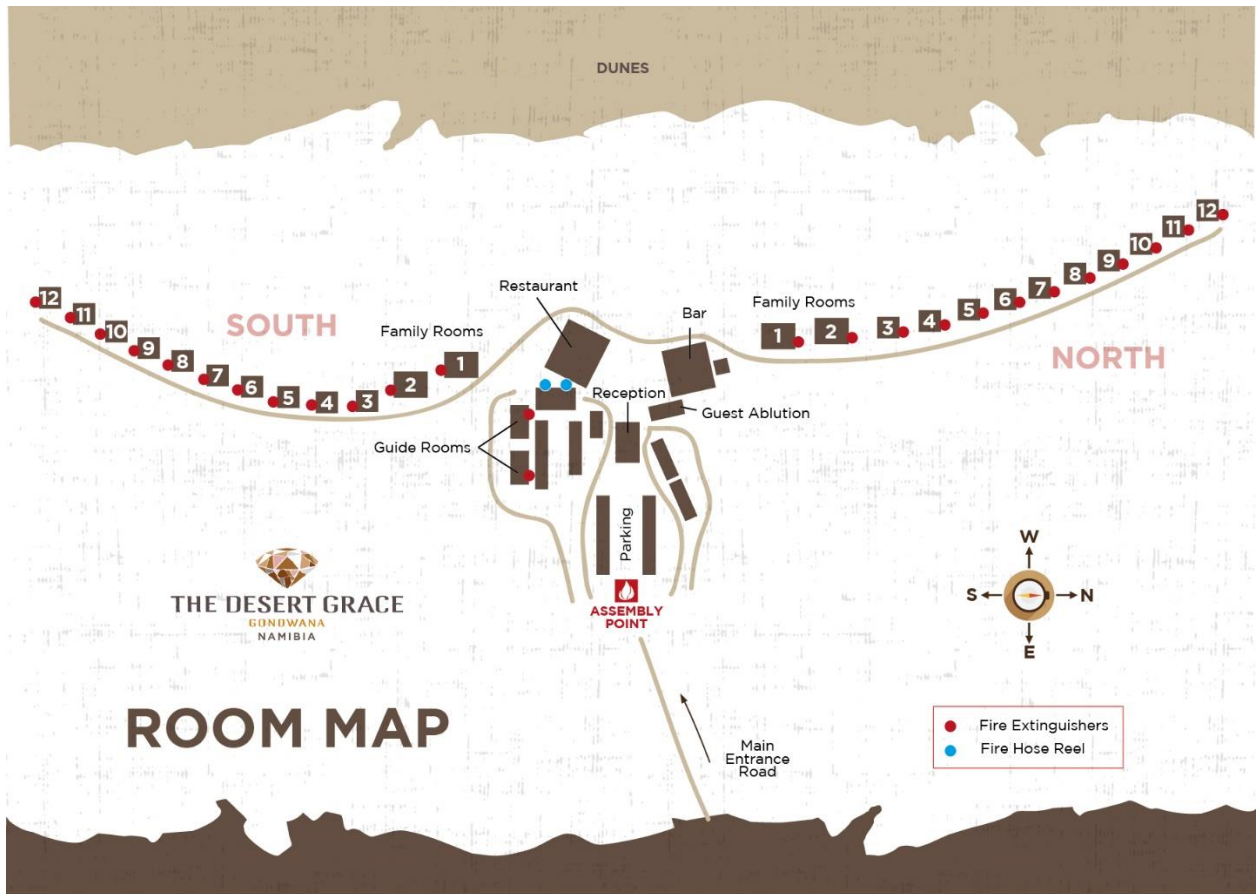 DUNES
12
11
10
9
8
7
6
5
4
3
2
1
SOUTH
Family Rooms
Restaurant
Bar
Family Rooms
1
2
3
4
5
6
7
8
9
10
11
12
NORTH
Reception
Guest Ablution
Guide Rooms
Parking
ASSEMBLY
POINT
THE DESERT GRACE
GONDWANA
NAMIBIA
W
S
N
E
ROOM MAP
Main
Entrance
Road
Fire Extinguishers
Fire Hose Reel